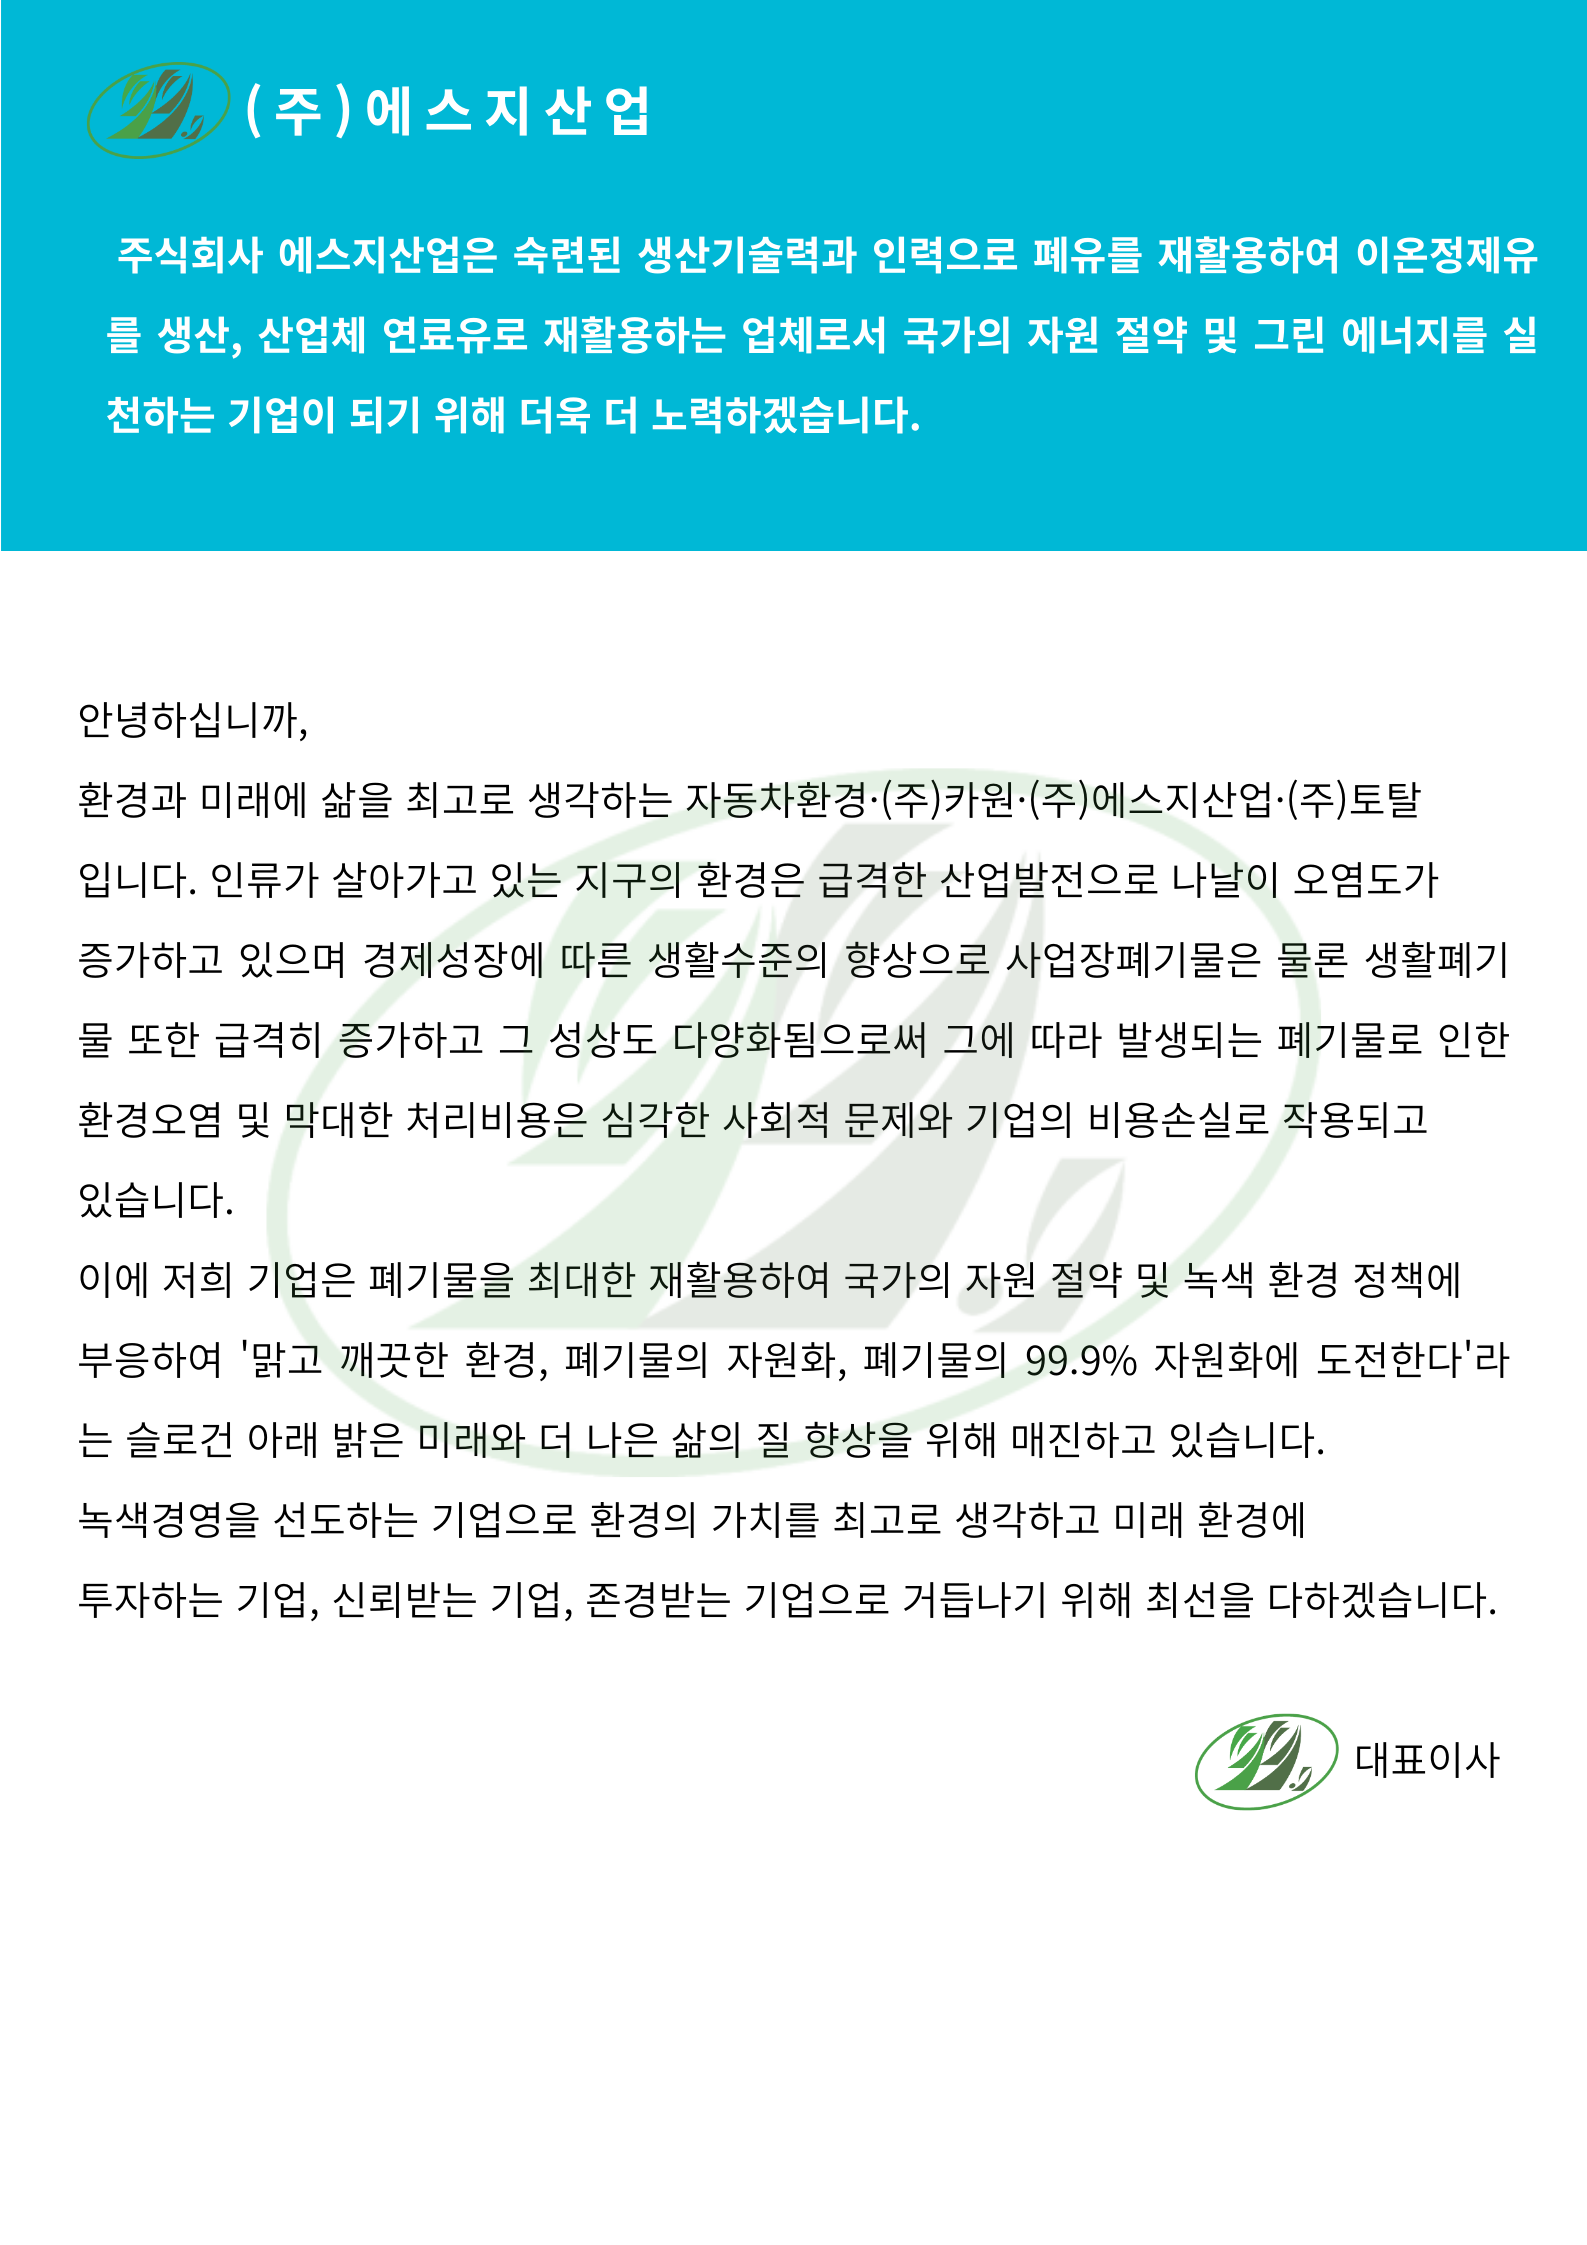 (주)에스지산업
주식회사 에스지산업은 숙련된 생산기술력과 인력으로 폐유를 재활용하여 이온정제유
를 생산, 산업체 연료유로 재활용하는 업체로서 국가의 자원 절약 및 그린 에너지를 실
천하는 기업이 되기 위해 더욱 더 노력하겠습니다.
안녕하십니까,
환경과 미래에 삶을 최고로 생각하는 자동차환경·(주)카원·(주)에스지산업·(주)토탈
입니다. 인류가 살아가고 있는 지구의 환경은 급격한 산업발전으로 나날이 오염도가
증가하고 있으며 경제성장에 따른 생활수준의 향상으로 사업장폐기물은 물론 생활폐기
물 또한 급격히 증가하고 그 성상도 다양화됨으로써 그에 따라 발생되는 폐기물로 인한
환경오염 및 막대한 처리비용은 심각한 사회적 문제와 기업의 비용손실로 작용되고
있습니다.
이에 저희 기업은 폐기물을 최대한 재활용하여 국가의 자원 절약 및 녹색 환경 정책에
부응하여 '맑고 깨끗한 환경, 폐기물의 자원화, 폐기물의 99.9% 자원화에 도전한다'라
는 슬로건 아래 밝은 미래와 더 나은 삶의 질 향상을 위해 매진하고 있습니다.
녹색경영을 선도하는 기업으로 환경의 가치를 최고로 생각하고 미래 환경에
투자하는 기업, 신뢰받는 기업, 존경받는 기업으로 거듭나기 위해 최선을 다하겠습니다.
대표이사